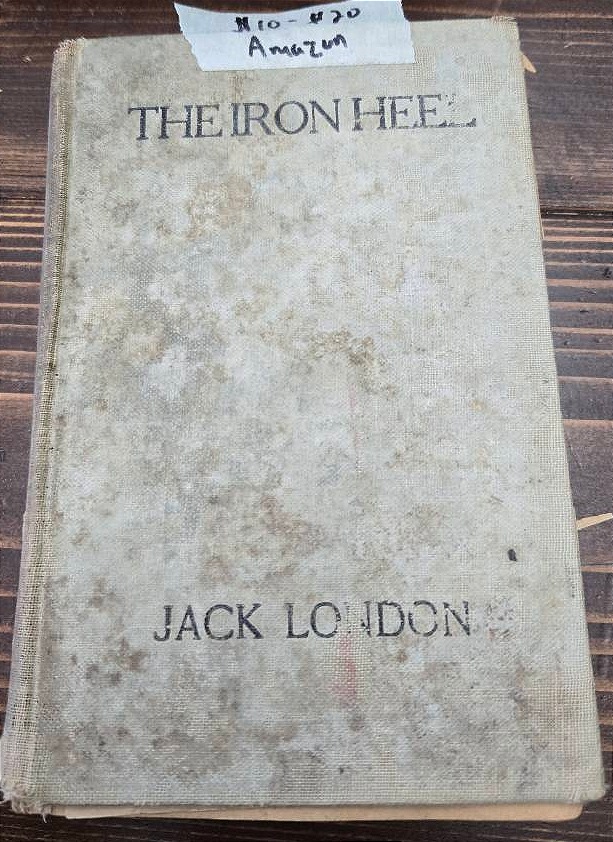 $10 - $20
Amazon
THE IRON HEEL
JACK LONDON